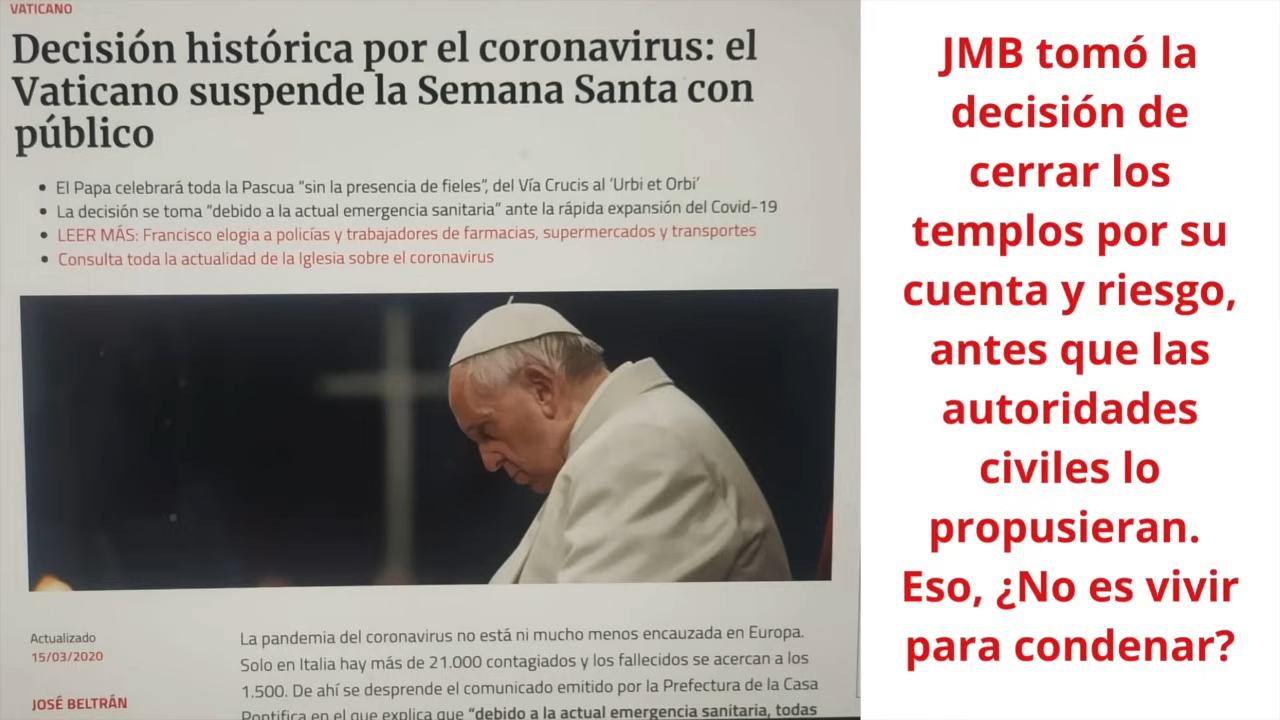 VATICANO
Decisión histórica por el coronavirus: el
Vaticano suspende la Semana Santa con
público
El Papa celebrará toda la Pascua “sin la presencia de fieles”, del Vía Crucis al ‘Urbi et Orbi’
La decisión se toma “debido a la actual emergencia sanitaria” ante la rápida expansión del Covid-19
LEER MÁS: Francisco elogia a policías y trabajadores de farmacias, supermercados y transportes
Consulta toda la actualidad de la Iglesia sobre el coronavirus
Actualizado
15/03/2020
JOSÉ BELTRÁN
La pandemia del coronavirus no está ni mucho menos encauzada en Europa.
Solo en Italia hay más de 21.000 contagiados y los fallecidos se acercan a los
1.500. De ahí se desprende el comunicado emitido por la Prefectura de la Casa
Pontifica en el que explica que “debido a la actual emergencia sanitaria, todas
JMB tomó la
decisión de
cerrar los
templos por su
cuenta y riesgo,
antes que las
autoridades
civiles lo
propusieran.
Eso, ¿No es vivir
para condenar?